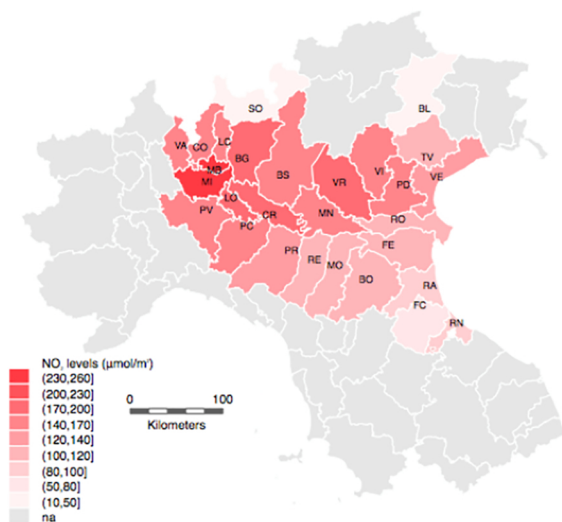 SO
BL
VA
CO
LC
BG
TV
MB
MI
BS
VR
VI
PD
VE
LO
PV
CR
MN
RO
PC
PR
RE
MO
FE
BO
RA
FC
RN
NO, levels (µmol/m²)
(230,260]
(200,230]
(170,200]
(140,170]
(120,140]
(100,120]
(80,100]
(50,80]
(10,50]
na
0 100
Kilometers